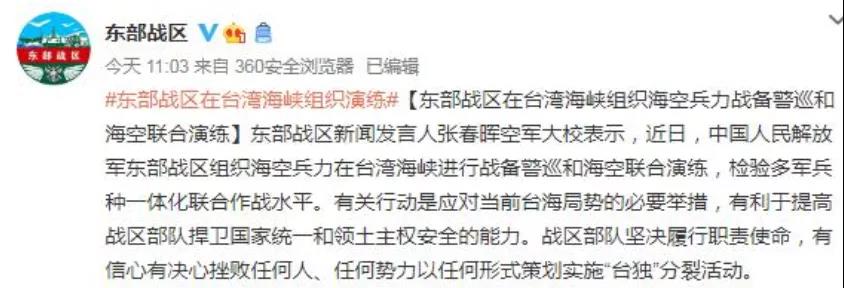 东部战区
东部战区
今天 11:03 来自 360安全浏览器 已编辑
#东部战区在台湾海峡组织演练#【东部战区在台湾海峡组织海空兵力战备警巡和
海空联合演练】东部战区新闻发言人张春晖空军大校表示，近日，中国人民解放
军东部战区组织海空兵力在台湾海峡进行战备警巡和海空联合演练，检验多军兵
种一体化联合作战水平。有关行动是应对当前台海局势的必要举措，有利于提高
战区部队捍卫国家统一和领土主权安全的能力。战区部队坚决履行职责使命，有
信心有决心挫败任何人、任何势力以任何形式策划实施“台独”分裂活动。